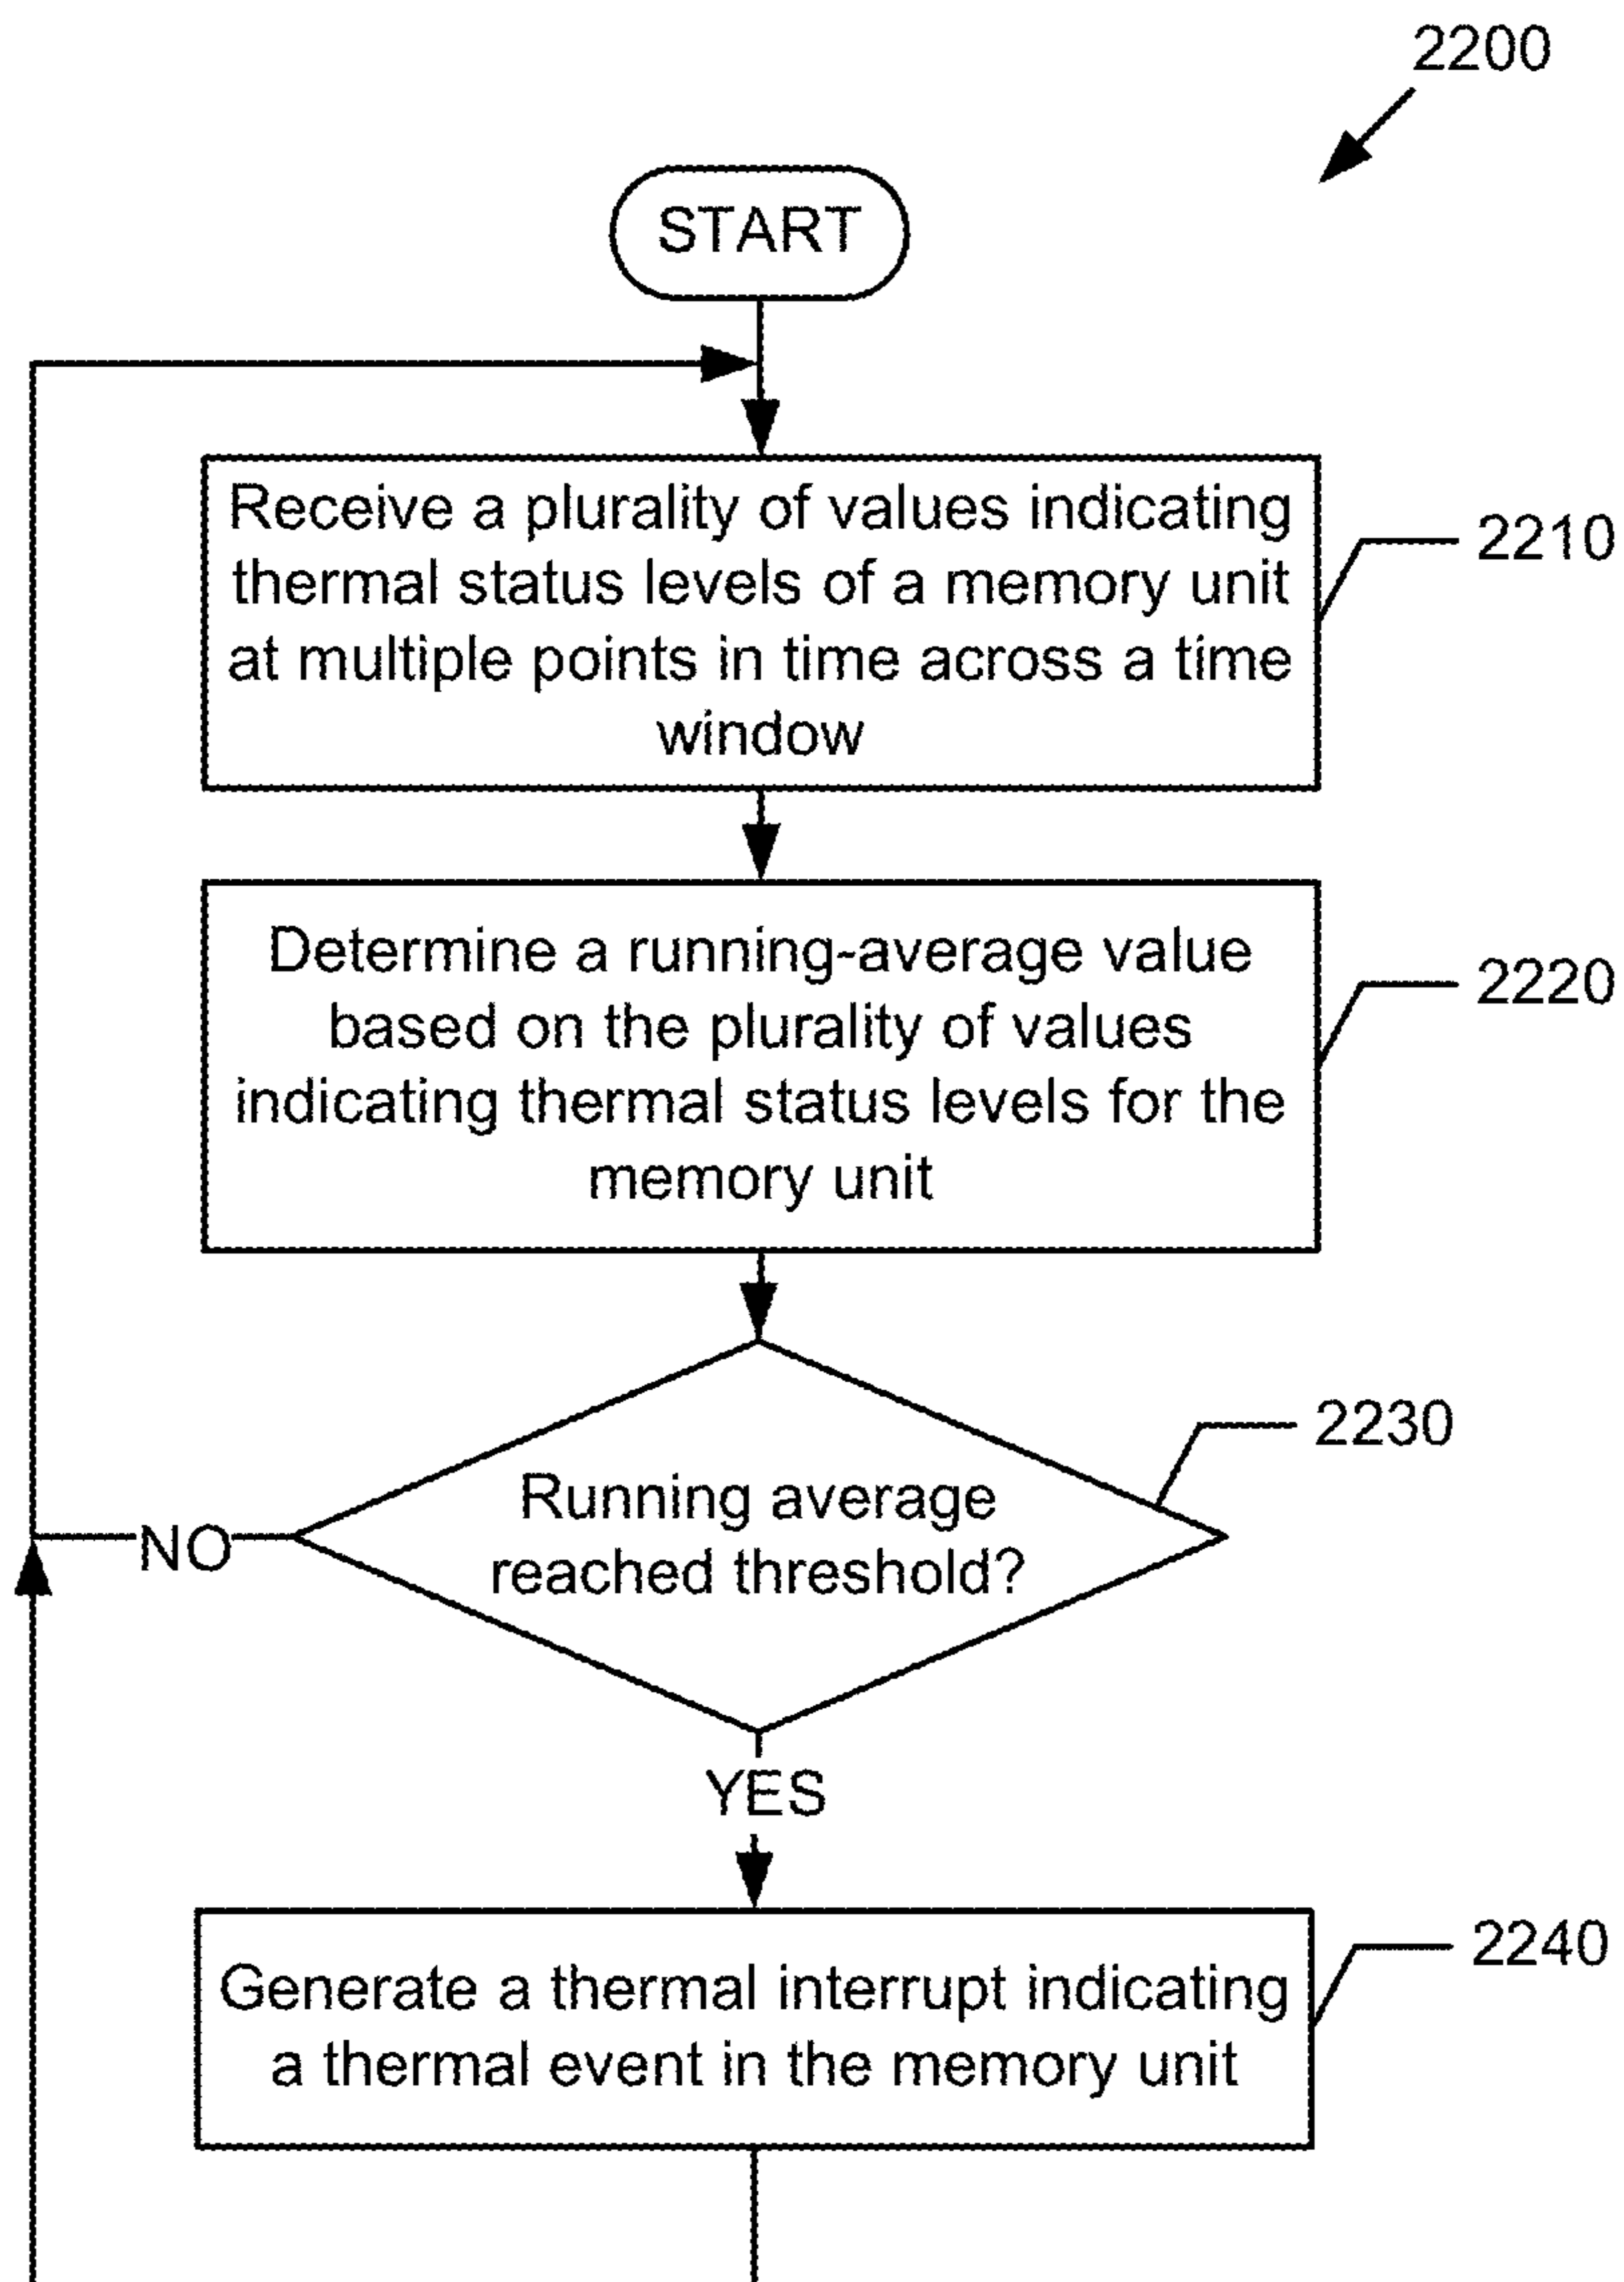 2200
START
Receive a plurality of values indicating
thermal status levels of a memory unit
at multiple points in time across a time
window
2210
Determine a running-average value
based on the plurality of values
indicating thermal status levels for the
memory unit
2220
Running average
reached threshold?
2230
NO
YES
Generate a thermal interrupt indicating
a thermal event in the memory unit
2240